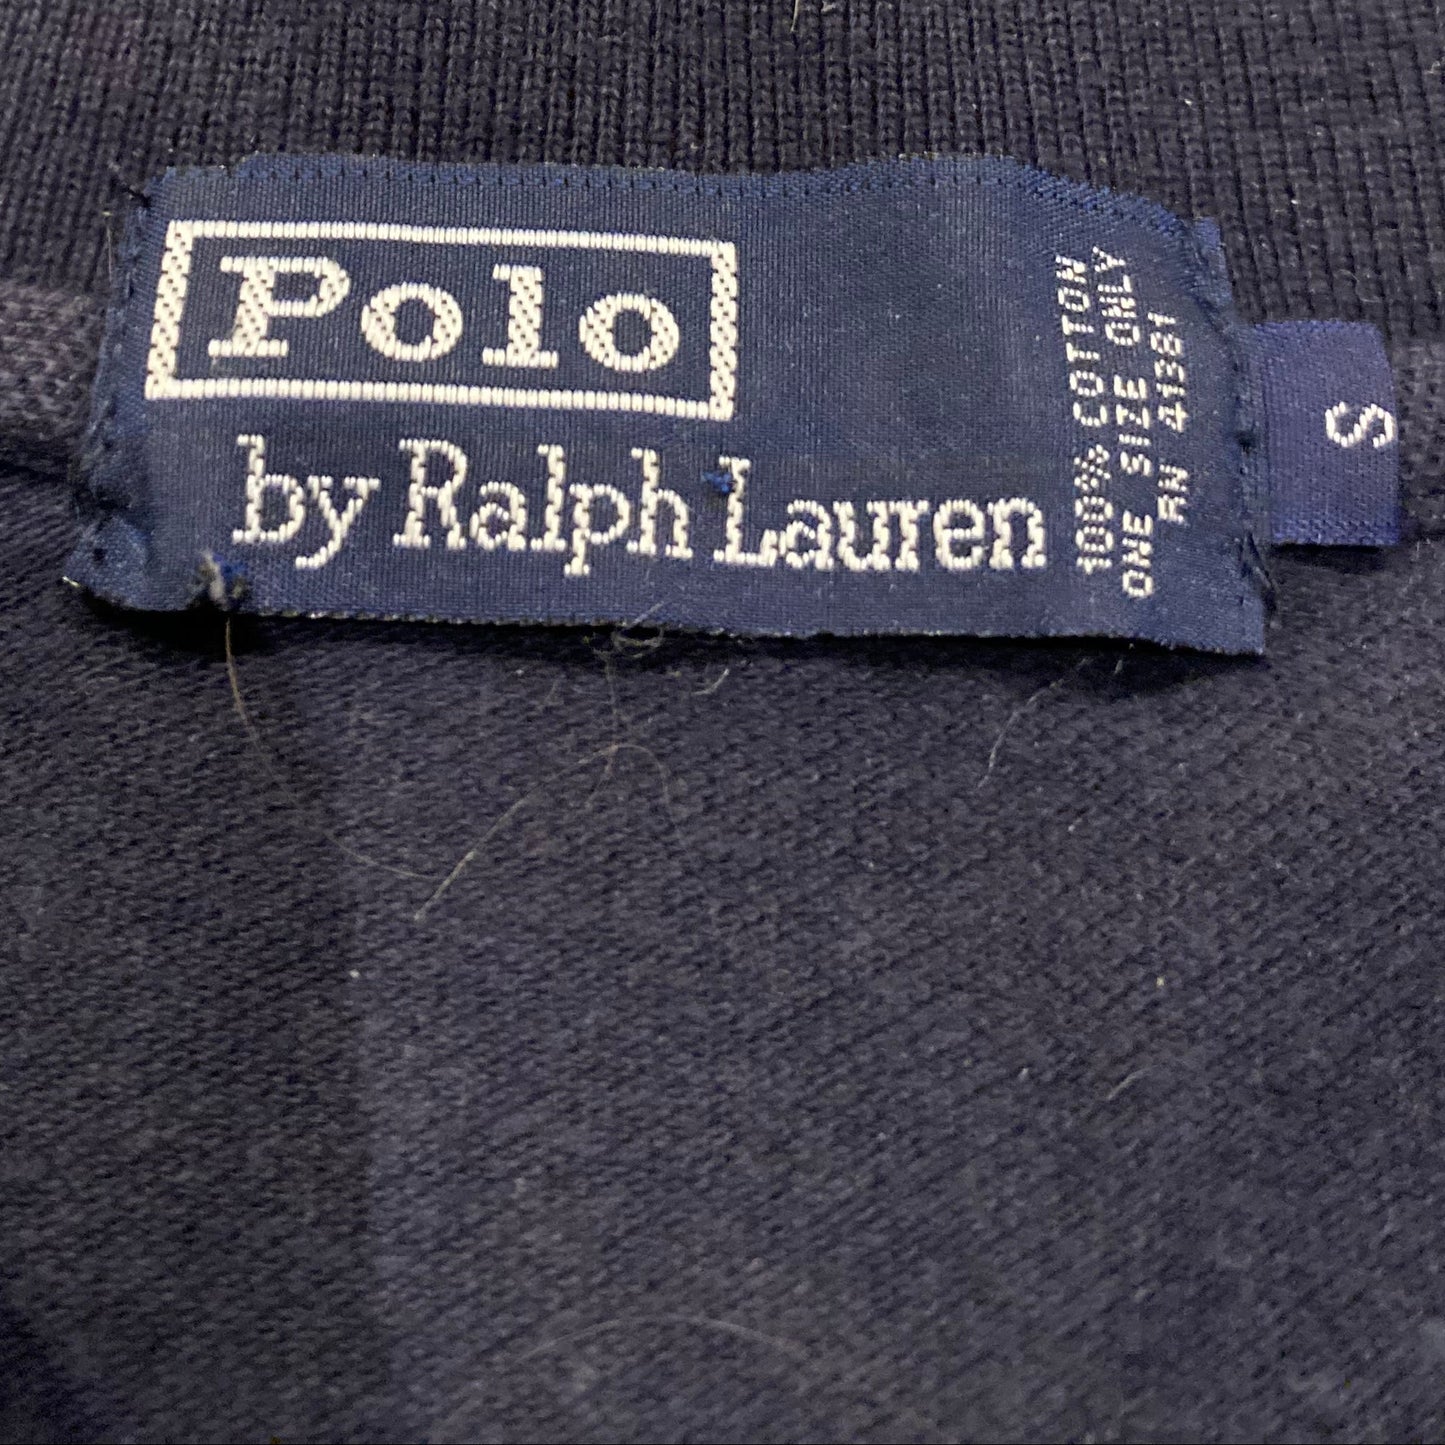 Polo
by Ralph Lauren
100% COTTON
ONE SIZE ONLY
RN 41381
S